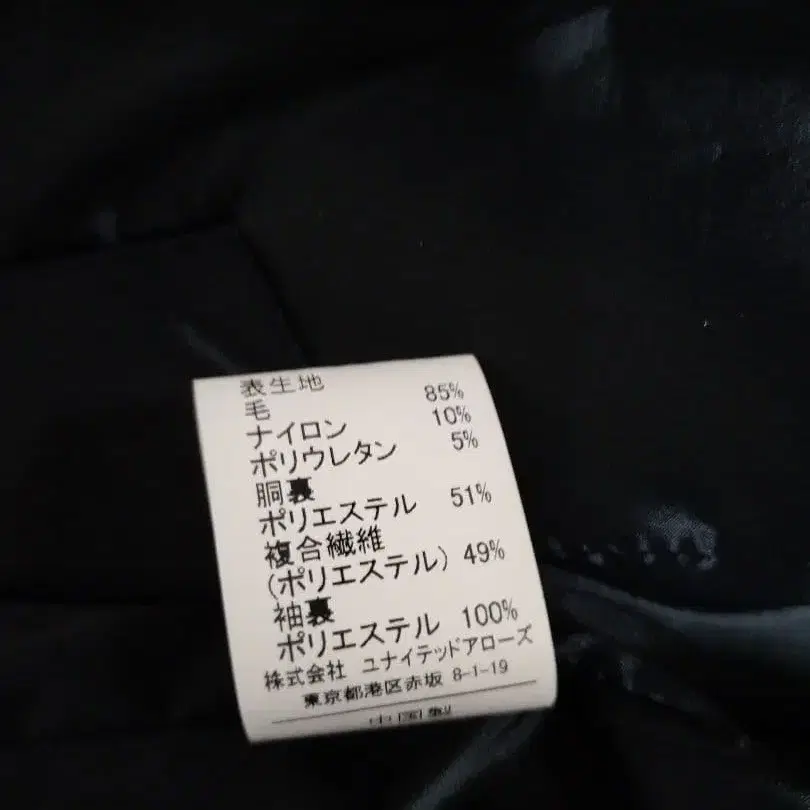 表生地
毛 85%
ナイロン 10%
ポリウレタン 5%
胴裏
ポリエステル 51%
複合繊維
(ポリエステル) 49%
袖裏
ポリエステル 100%
株式会社 ユナイテッドアローズ
東京都港区赤坂 8-1-19
中国製